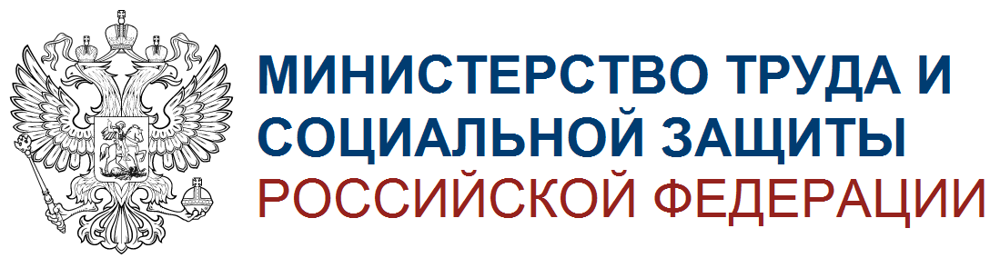 МИНИСТЕРСТВО ТРУДА И
СОЦИАЛЬНОЙ ЗАЩИТЫ
РОССИЙСКОЙ ФЕДЕРАЦИИ